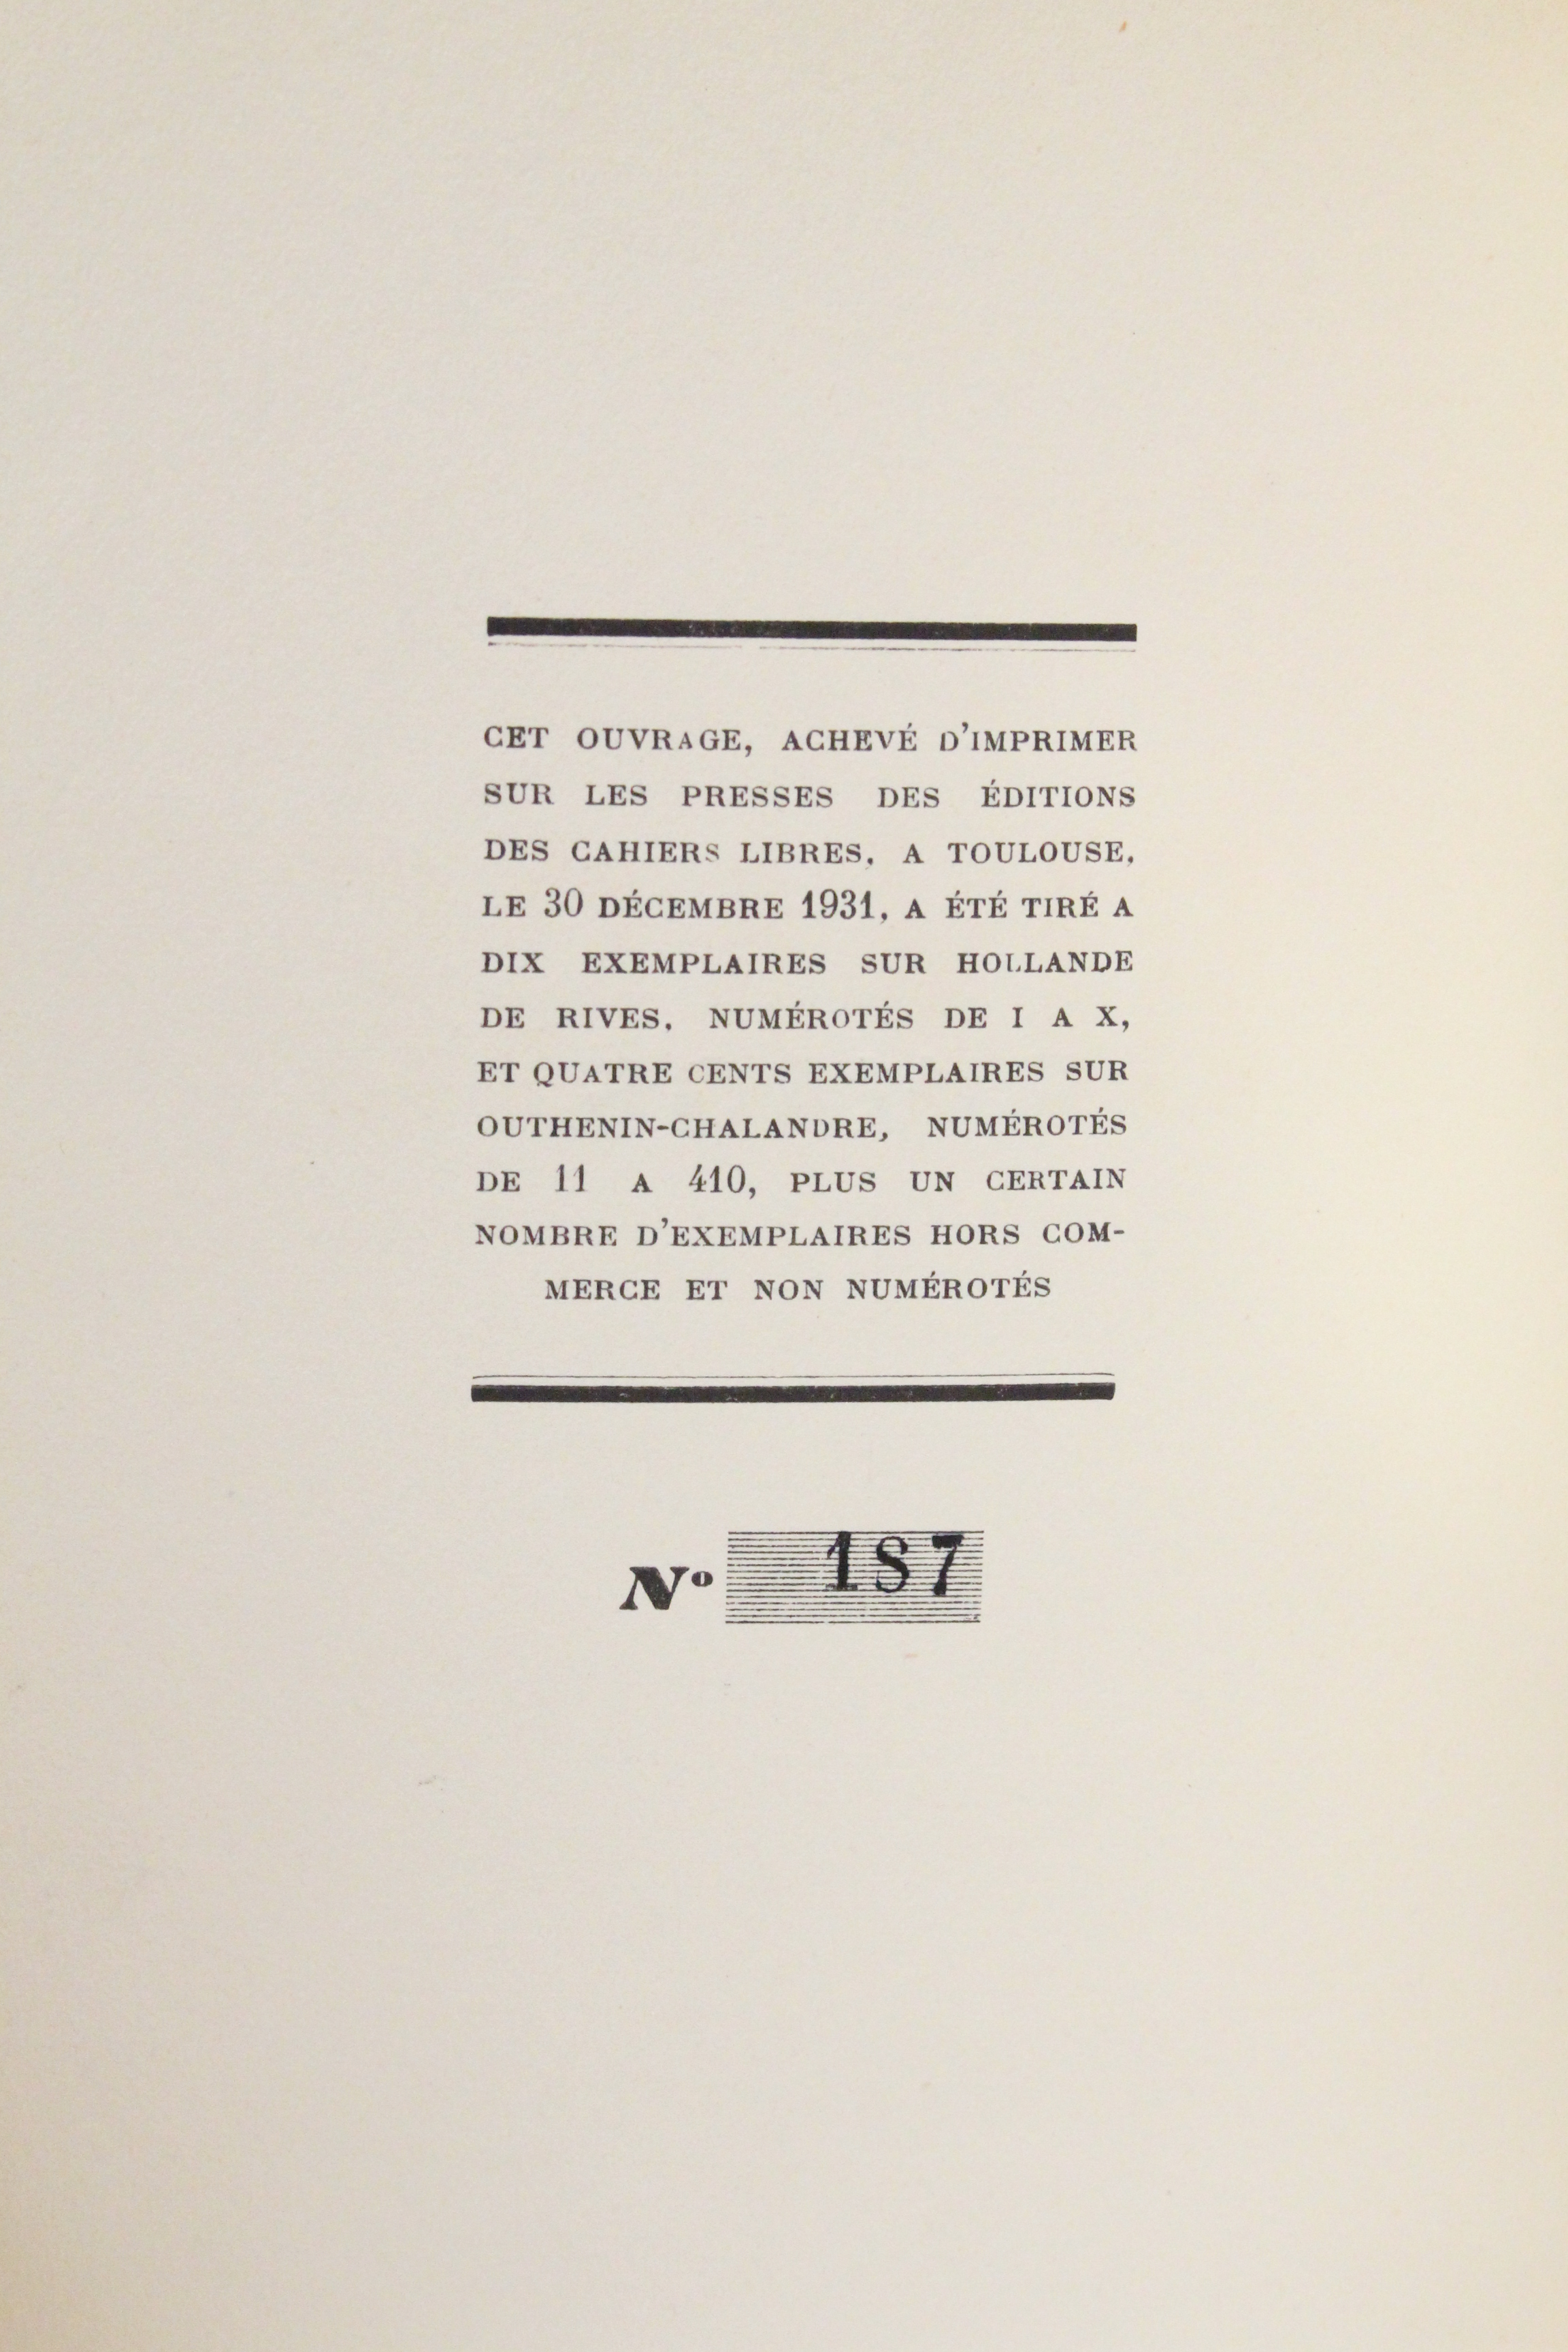 CET OUVRAGE, ACHEVÉ D'IMPRIMER
SUR LES PRESSES DES ÉDITIONS
DES CAHIERS LIBRES, A TOULOUSE,
LE 30 DÉCEMBRE 1931, A ÉTÉ TIRÉ A
DIX EXEMPLAIRES SUR HOLLANDE
DE RIVES, NUMÉROTÉS DE I A X,
ET QUATRE CENTS EXEMPLAIRES SUR
OUTHENIN-CHALANDRE, NUMÉROTÉS
DE 11 A 410, PLUS UN CERTAIN
NOMBRE D'EXEMPLAIRES HORS COM-
MERCE ET NON NUMÉROTÉS
Nº 187